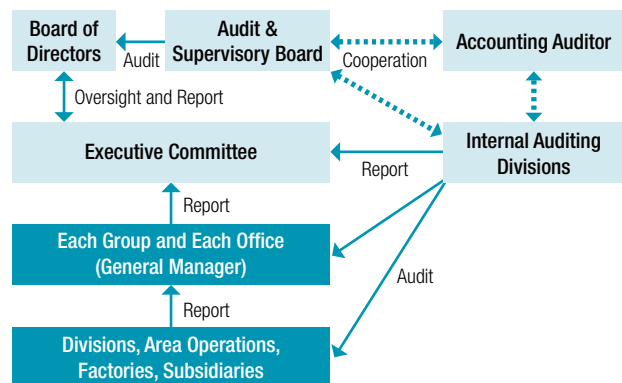 Board of
Directors
Audit
Audit &
Supervisory Board
Cooperation
Accounting Auditor
Oversight and Report
Executive Committee
Report
Internal Auditing
Divisions
Report
Each Group and Each Office
(General Manager)
Audit
Report
Divisions, Area Operations,
Factories, Subsidiaries